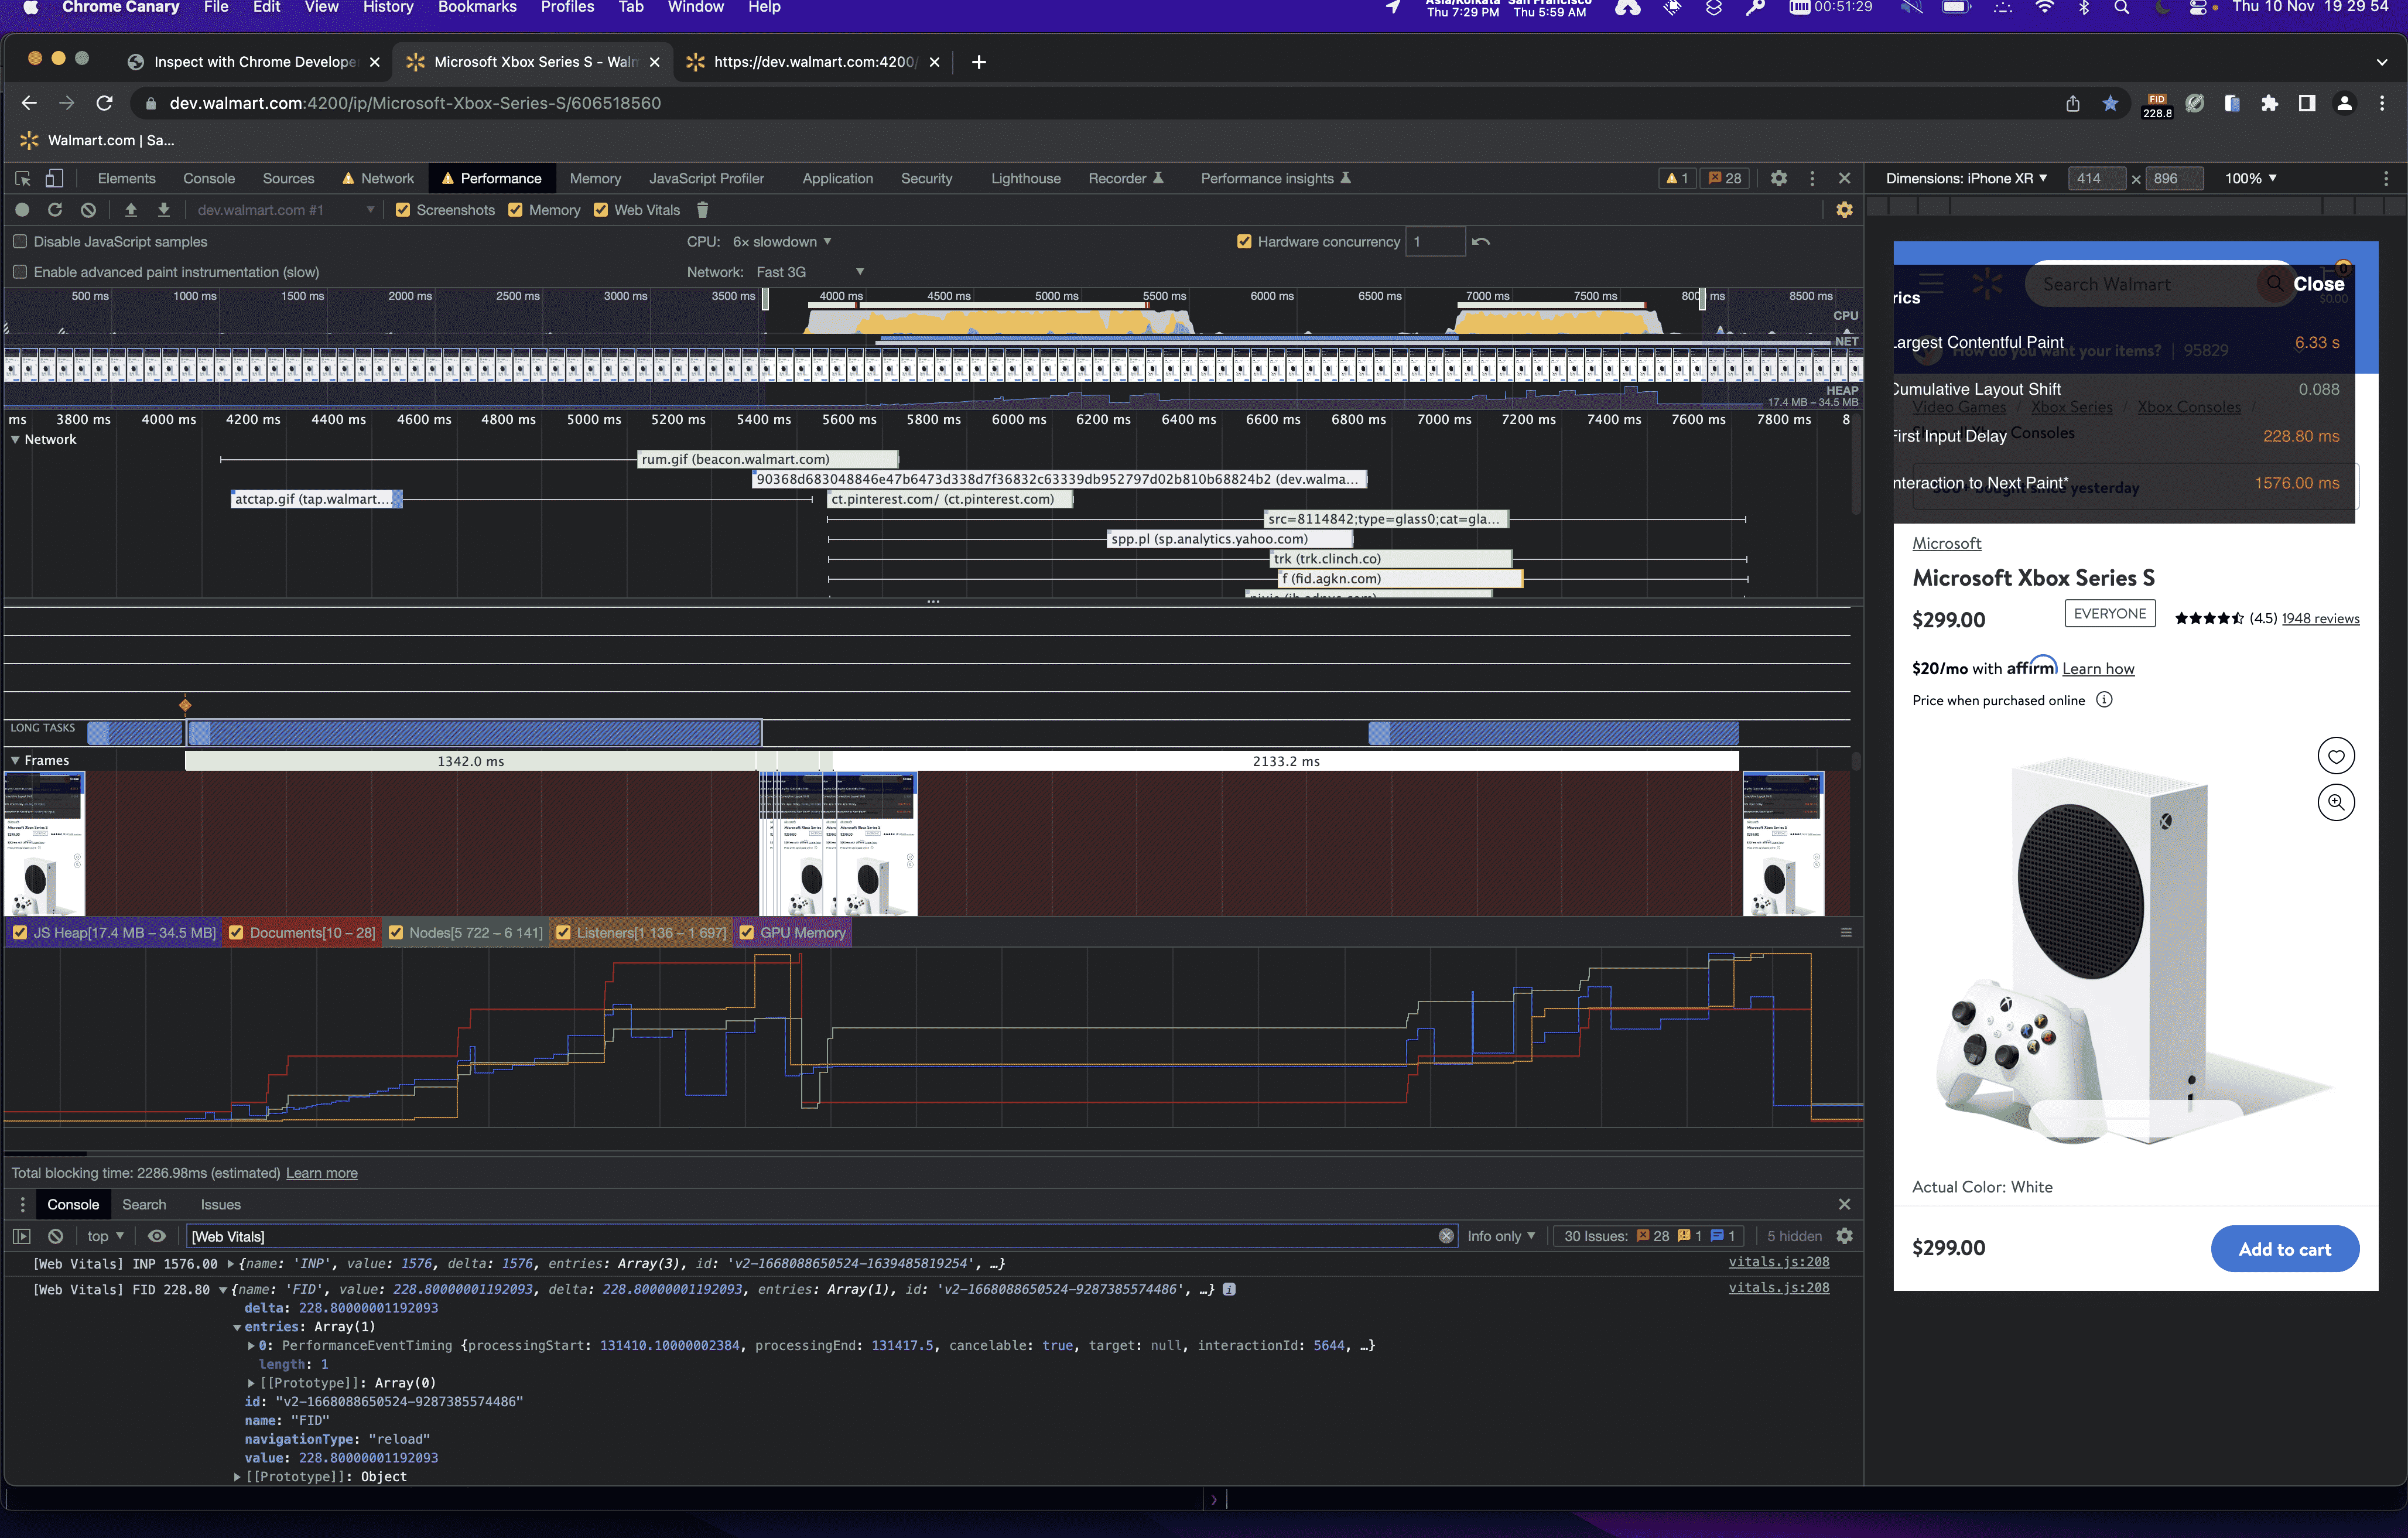 Chrome Canary File Edit View History Bookmarks Profiles Tab Window Help
Asia/Kolkata San Francisco
Thu 7:29 PM Thu 5:59 AM
00:51:29
Thu 10 Nov 19 29 54
Inspect with Chrome Develope
Microsoft Xbox Series S - Walm
https://dev.walmart.com:4200/
dev.walmart.com:4200/ip/Microsoft-Xbox-Series-S/606518560
FID
228.8
Walmart.com | Sa...
Elements Console Sources Network Performance Memory JavaScript Profiler Application Security Lighthouse Recorder Performance insights 1 28
dev.walmart.com #1 Screenshots Memory Web Vitals
Disable JavaScript samples CPU: 6× slowdown Hardware concurrency 1
Enable advanced paint instrumentation (slow) Network: Fast 3G
500 ms 1000 ms 1500 ms 2000 ms 2500 ms 3000 ms 3500 ms 4000 ms 4500 ms 5000 ms 5500 ms 6000 ms 6500 ms 7000 ms 7500 ms 800 ms 8500 ms
CPU
NET
HEAP
17.4 MB – 34.5 MB
ms 3800 ms 4000 ms 4200 ms 4400 ms 4600 ms 4800 ms 5000 ms 5200 ms 5400 ms 5600 ms 5800 ms 6000 ms 6200 ms 6400 ms 6600 ms 6800 ms 7000 ms 7200 ms 7400 ms 7600 ms 7800 ms 8
Network
rum.gif (beacon.walmart.com)
90368d683048846e47b6473d338d7f36832c63339db952797d02b810b68824b2 (dev.walma...
atctap.gif (tap.walmart....
ct.pinterest.com/ (ct.pinterest.com)
src=8114842;type=glass0;cat=gla...
spp.pl (sp.analytics.yahoo.com)
trk (trk.clinch.co)
f (fid.agkn.com)
LONG TASKS
Frames
1342.0 ms 2133.2 ms
JS Heap[17.4 MB – 34.5 MB] Documents[10 – 28] Nodes[5 722 – 6 141] Listeners[1 136 – 1 697] GPU Memory
Total blocking time: 2286.98ms (estimated) Learn more
Console Search Issues
top [Web Vitals] Info only 30 Issues: 28 1 1 5 hidden
[Web Vitals] INP 1576.00 {name: 'INP', value: 1576, delta: 1576, entries: Array(3), id: 'v2-1668088650524-1639485819254', …} vitals.js:208
[Web Vitals] FID 228.80 {name: 'FID', value: 228.80000001192093, delta: 228.80000001192093, entries: Array(1), id: 'v2-1668088650524-9287385574486', …} vitals.js:208
delta: 228.80000001192093
entries: Array(1)
0: PerformanceEventTiming {processingStart: 131410.10000002384, processingEnd: 131417.5, cancelable: true, target: null, interactionId: 5644, …}
length: 1
[[Prototype]]: Array(0)
id: "v2-1668088650524-9287385574486"
name: "FID"
navigationType: "reload"
value: 228.80000001192093
[[Prototype]]: Object
Dimensions: iPhone XR 414 × 896 100%
Search Walmart
0
$0.00
Close
rics
Largest Contentful Paint 6.33 s
How do you want your items? | 95829
Cumulative Layout Shift 0.088
Video Games / Xbox Series / Xbox Consoles /
Consoles
First Input Delay 228.80 ms
Interaction to Next Paint* 1576.00 ms
bought since yesterday
Microsoft
Microsoft Xbox Series S
$299.00 EVERYONE (4.5) 1948 reviews
$20/mo with affirm Learn how
Price when purchased online
Actual Color: White
$299.00 Add to cart